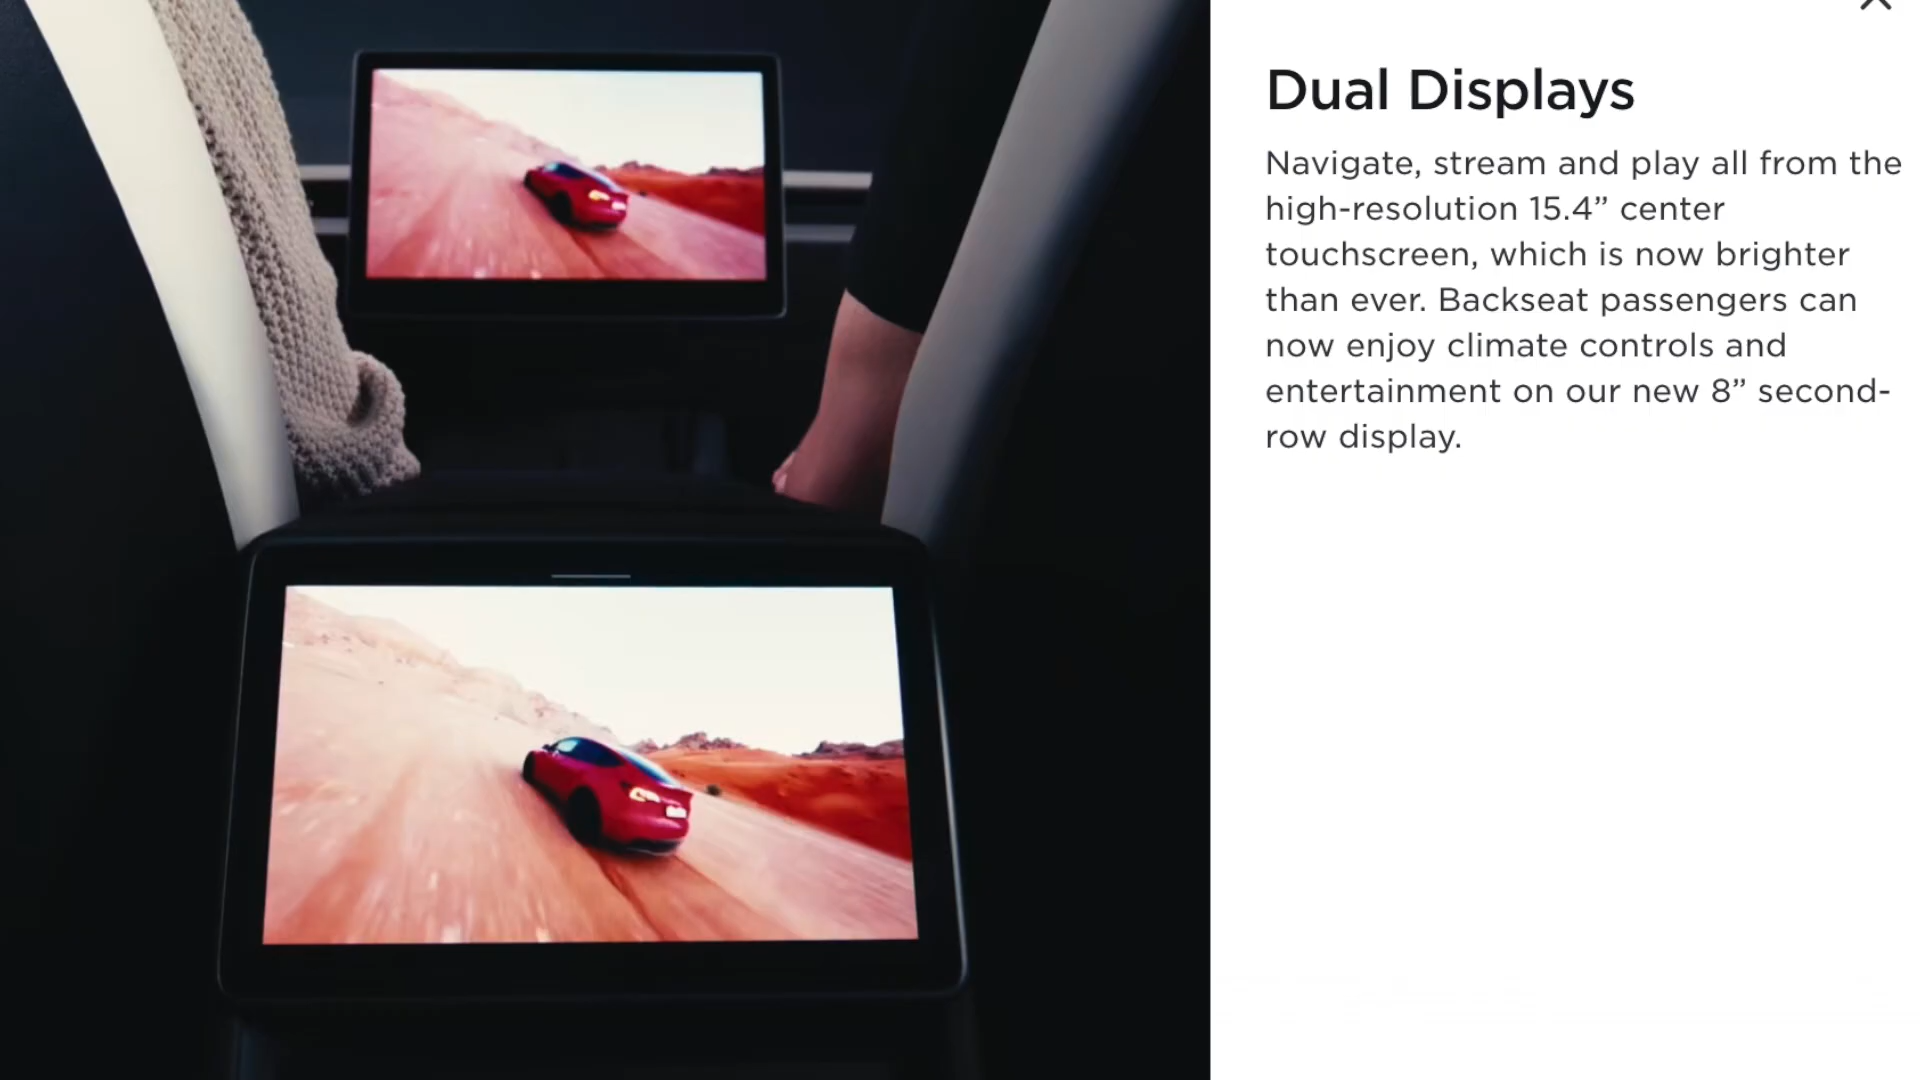 Dual Displays
Navigate, stream and play all from the
high-resolution 15.4” center
touchscreen, which is now brighter
than ever. Backseat passengers can
now enjoy climate controls and
entertainment on our new 8” second-
row display.